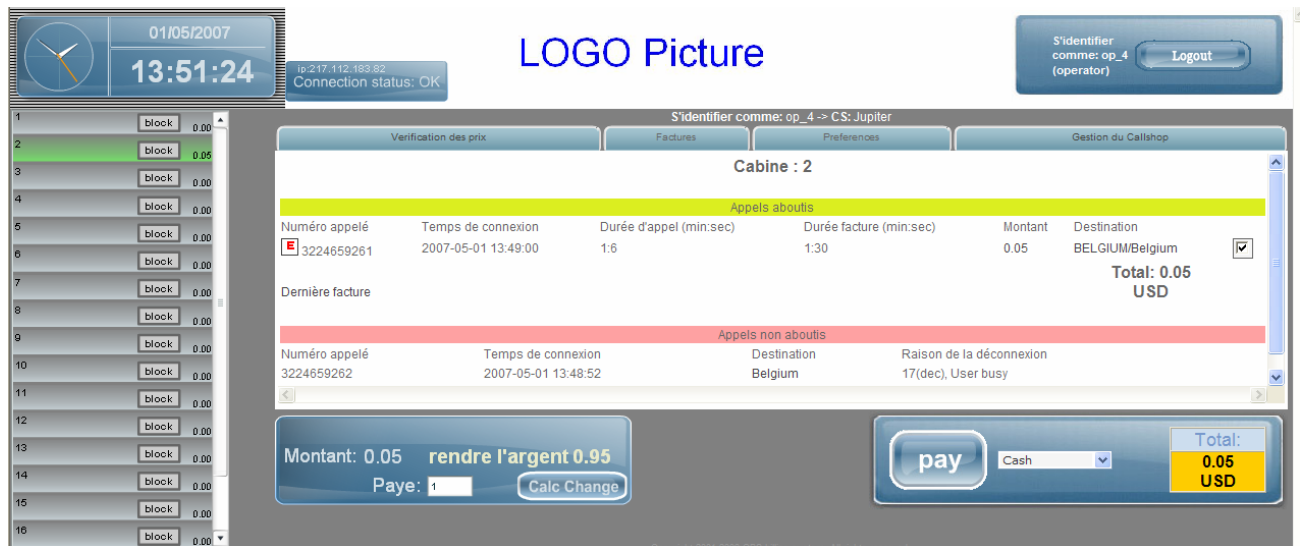 01/05/2007
13:51:24
ip:217.112.183.82
Connection status: OK
LOGO Picture
S'identifier
comme: op_4
(operator)
Logout
S'identifier comme: op_4 -> CS: Jupiter
Verification des prix Factures Preferences Gestion du Callshop
1 block 0.00
2 block 0.05
3 block 0.00
4 block 0.00
5 block 0.00
6 block 0.00
7 block 0.00
8 block 0.00
9 block 0.00
10 block 0.00
11 block 0.00
12 block 0.00
13 block 0.00
14 block 0.00
15 block 0.00
16 block 0.00
Cabine : 2
Appels aboutis
Numéro appelé Temps de connexion Durée d'appel (min:sec) Durée facture (min:sec) Montant Destination
E 3224659261 2007-05-01 13:49:00 1:6 1:30 0.05 BELGIUM/Belgium
Total: 0.05
USD
Dernière facture
Appels non aboutis
Numéro appelé Temps de connexion Destination Raison de la déconnexion
3224659262 2007-05-01 13:48:52 Belgium 17(dec), User busy
Montant: 0.05 rendre l'argent 0.95
Paye: 1 Calc Change
pay Cash
Total:
0.05
USD